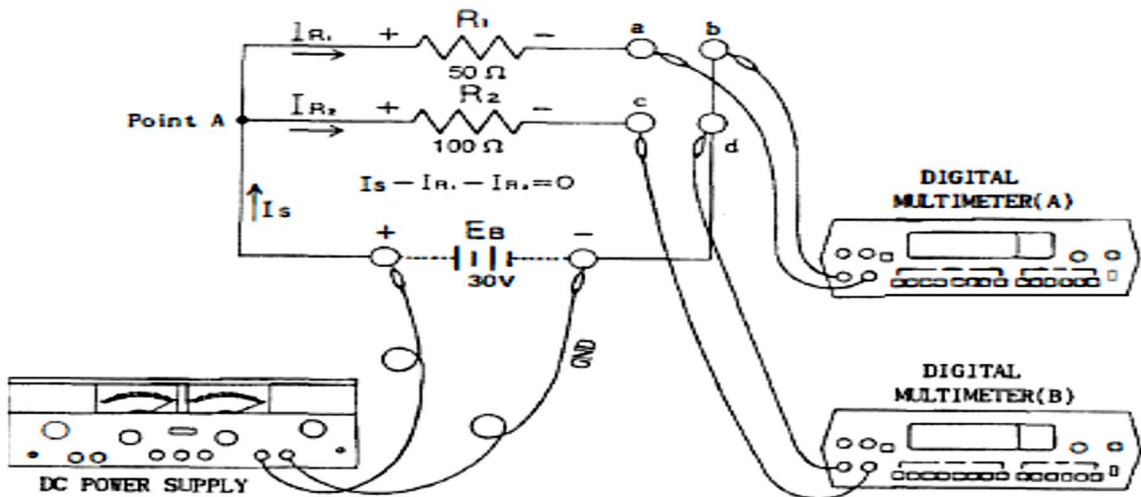 IR₁ + R₁ − a b
50 Ω
IR₂ + R₂ − c
Point A
100 Ω d
Is − IR₁ − IR₂ = 0
Is
DIGITAL
MULTIMETER(A)
+ EB −
30V
GND
DIGITAL
MULTIMETER(B)
DC POWER SUPPLY